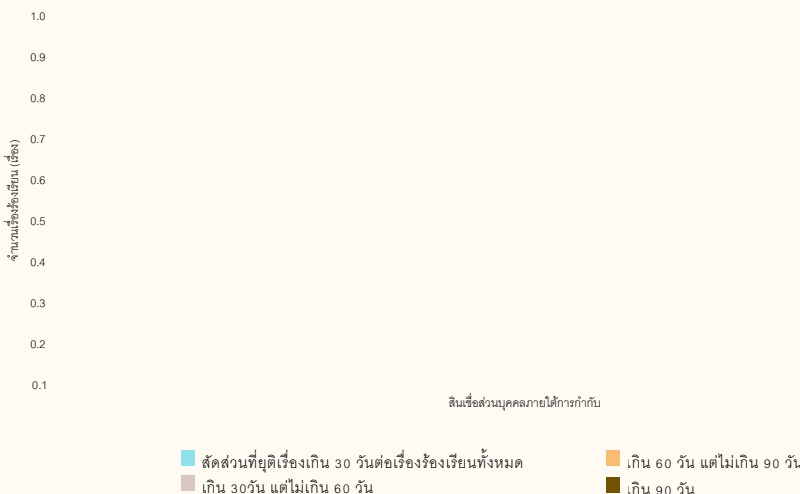 1.0
0.9
0.8
0.7
0.6
0.5
0.4
0.3
0.2
0.1
จำนวนเรื่องร้องเรียน (เรื่อง)
สินเชื่อส่วนบุคคลภายใต้การกำกับ
สัดส่วนที่ยุติเรื่องเกิน 30 วันต่อเรื่องร้องเรียนทั้งหมด
เกิน 60 วัน แต่ไม่เกิน 90 วัน
เกิน 30วัน แต่ไม่เกิน 60 วัน
เกิน 90 วัน